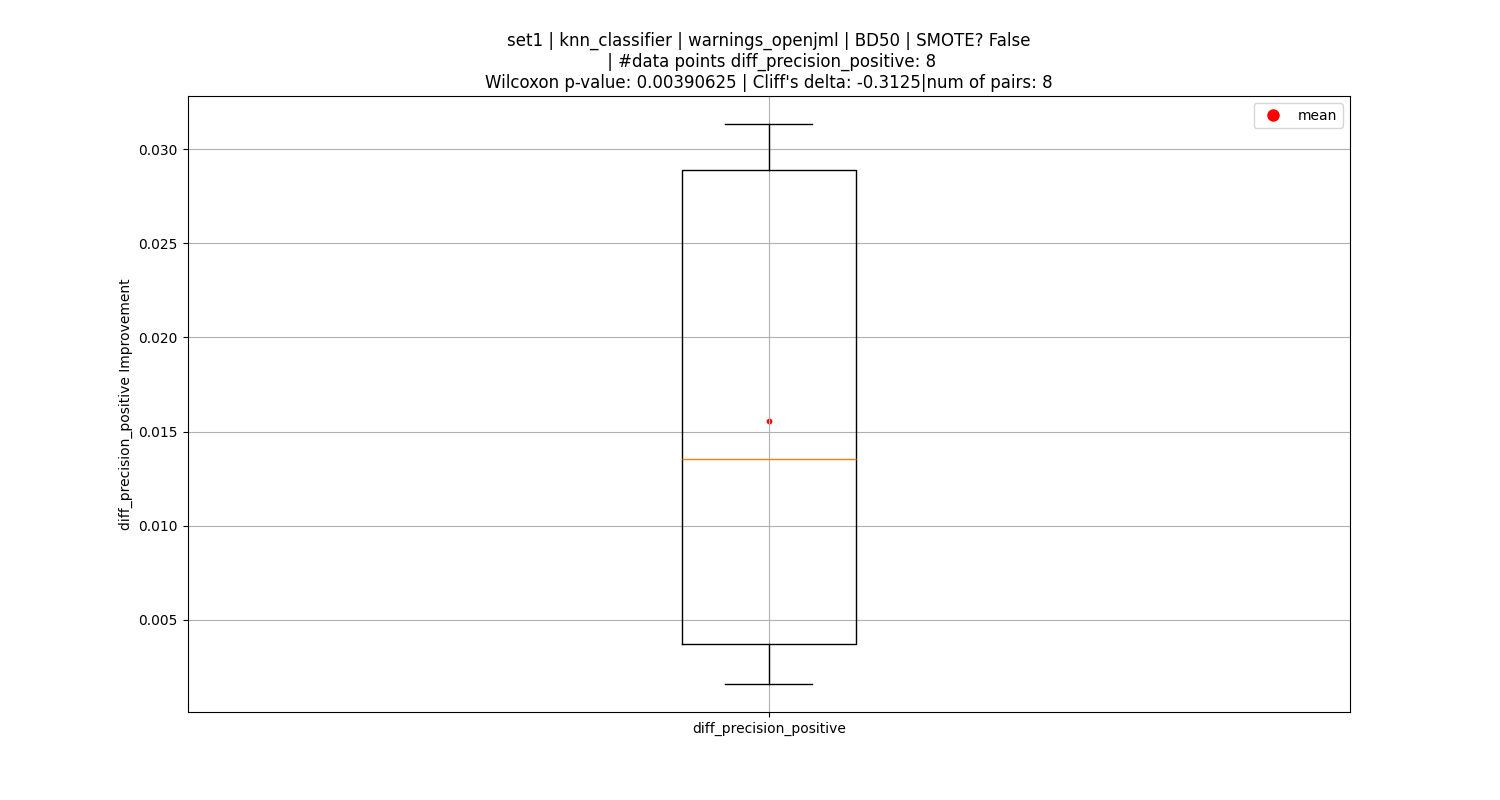 set1 | knn_classifier | warnings_openjml | BD50 | SMOTE? False
| #data points diff_precision_positive: 8
Wilcoxon p-value: 0.00390625 | Cliff's delta: -0.3125|num of pairs: 8
mean
0.030
0.025
0.020
0.015
0.010
0.005
diff_precision_positive Improvement
diff_precision_positive